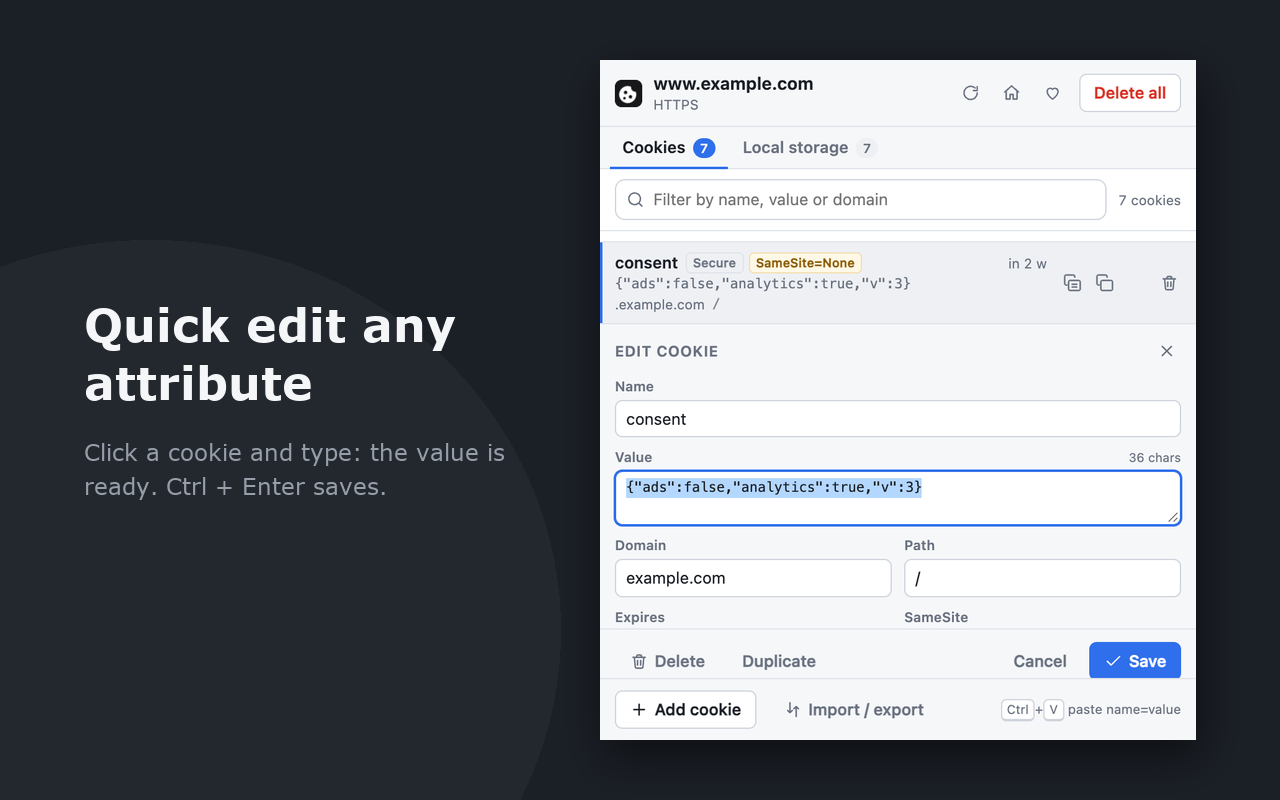 Quick edit any
attribute
Click a cookie and type: the value is
ready. Ctrl + Enter saves.
www.example.com
HTTPS
Delete all
Cookies 7
Local storage 7
Filter by name, value or domain
7 cookies
consent Secure SameSite=None in 2 w
{"ads":false,"analytics":true,"v":3}
.example.com /
EDIT COOKIE
Name
consent
Value 36 chars
{"ads":false,"analytics":true,"v":3}
Domain Path
example.com /
Expires SameSite
Delete Duplicate Cancel Save
Add cookie Import / export Ctrl+V paste name=value